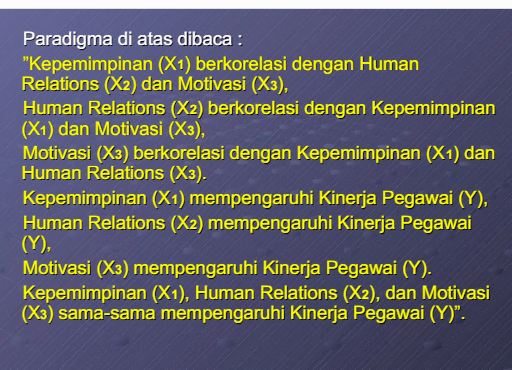 Paradigma di atas dibaca :
”Kepemimpinan (X1) berkorelasi dengan Human
Relations (X2) dan Motivasi (X3),
Human Relations (X2) berkorelasi dengan Kepemimpinan
(X1) dan Motivasi (X3),
Motivasi (X3) berkorelasi dengan Kepemimpinan (X1) dan
Human Relations (X3).
Kepemimpinan (X1) mempengaruhi Kinerja Pegawai (Y),
Human Relations (X2) mempengaruhi Kinerja Pegawai
(Y),
Motivasi (X3) mempengaruhi Kinerja Pegawai (Y).
Kepemimpinan (X1), Human Relations (X2), dan Motivasi
(X3) sama-sama mempengaruhi Kinerja Pegawai (Y)”.